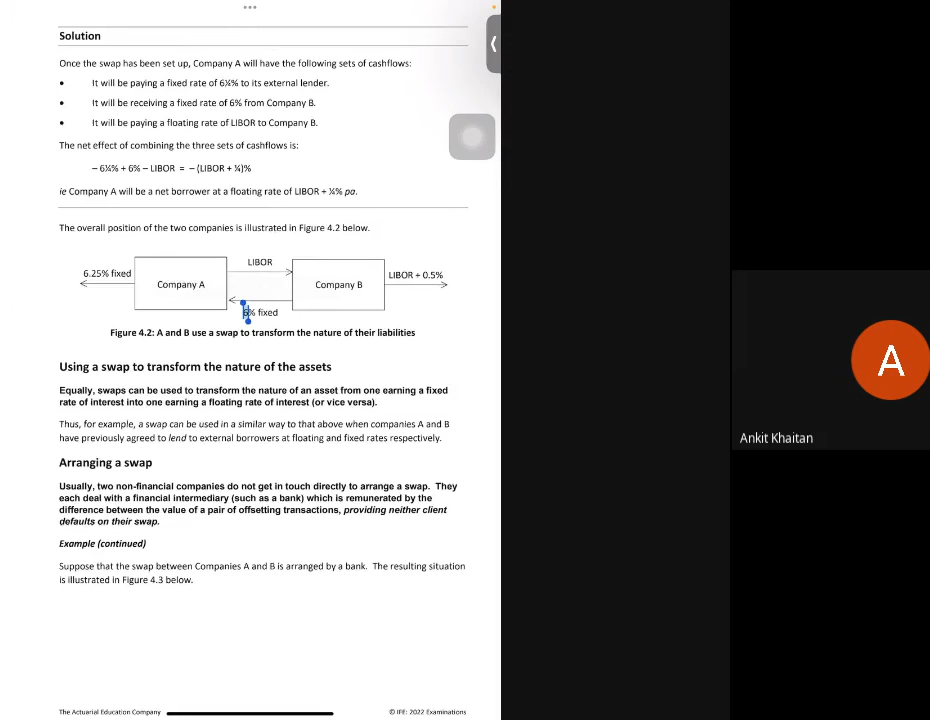 Solution
Once the swap has been set up, Company A will have the following sets of cashflows:
• It will be paying a fixed rate of 6¼% to its external lender.
• It will be receiving a fixed rate of 6% from Company B.
• It will be paying a floating rate of LIBOR to Company B.
The net effect of combining the three sets of cashflows is:
– 6¼% + 6% – LIBOR = – (LIBOR + ¼)%
ie Company A will be a net borrower at a floating rate of LIBOR + ¼% pa.
The overall position of the two companies is illustrated in Figure 4.2 below.
LIBOR
6.25% fixed
LIBOR + 0.5%
Company A
Company B
6% fixed
Figure 4.2: A and B use a swap to transform the nature of their liabilities
Using a swap to transform the nature of the assets
Equally, swaps can be used to transform the nature of an asset from one earning a fixed
rate of interest into one earning a floating rate of interest (or vice versa).
Thus, for example, a swap can be used in a similar way to that above when companies A and B
have previously agreed to lend to external borrowers at floating and fixed rates respectively.
Arranging a swap
Usually, two non-financial companies do not get in touch directly to arrange a swap. They
each deal with a financial intermediary (such as a bank) which is remunerated by the
difference between the value of a pair of offsetting transactions, providing neither client
defaults on their swap.
Example (continued)
Suppose that the swap between Companies A and B is arranged by a bank. The resulting situation
is illustrated in Figure 4.3 below.
The Actuarial Education Company
© IFE: 2022 Examinations
A
Ankit Khaitan